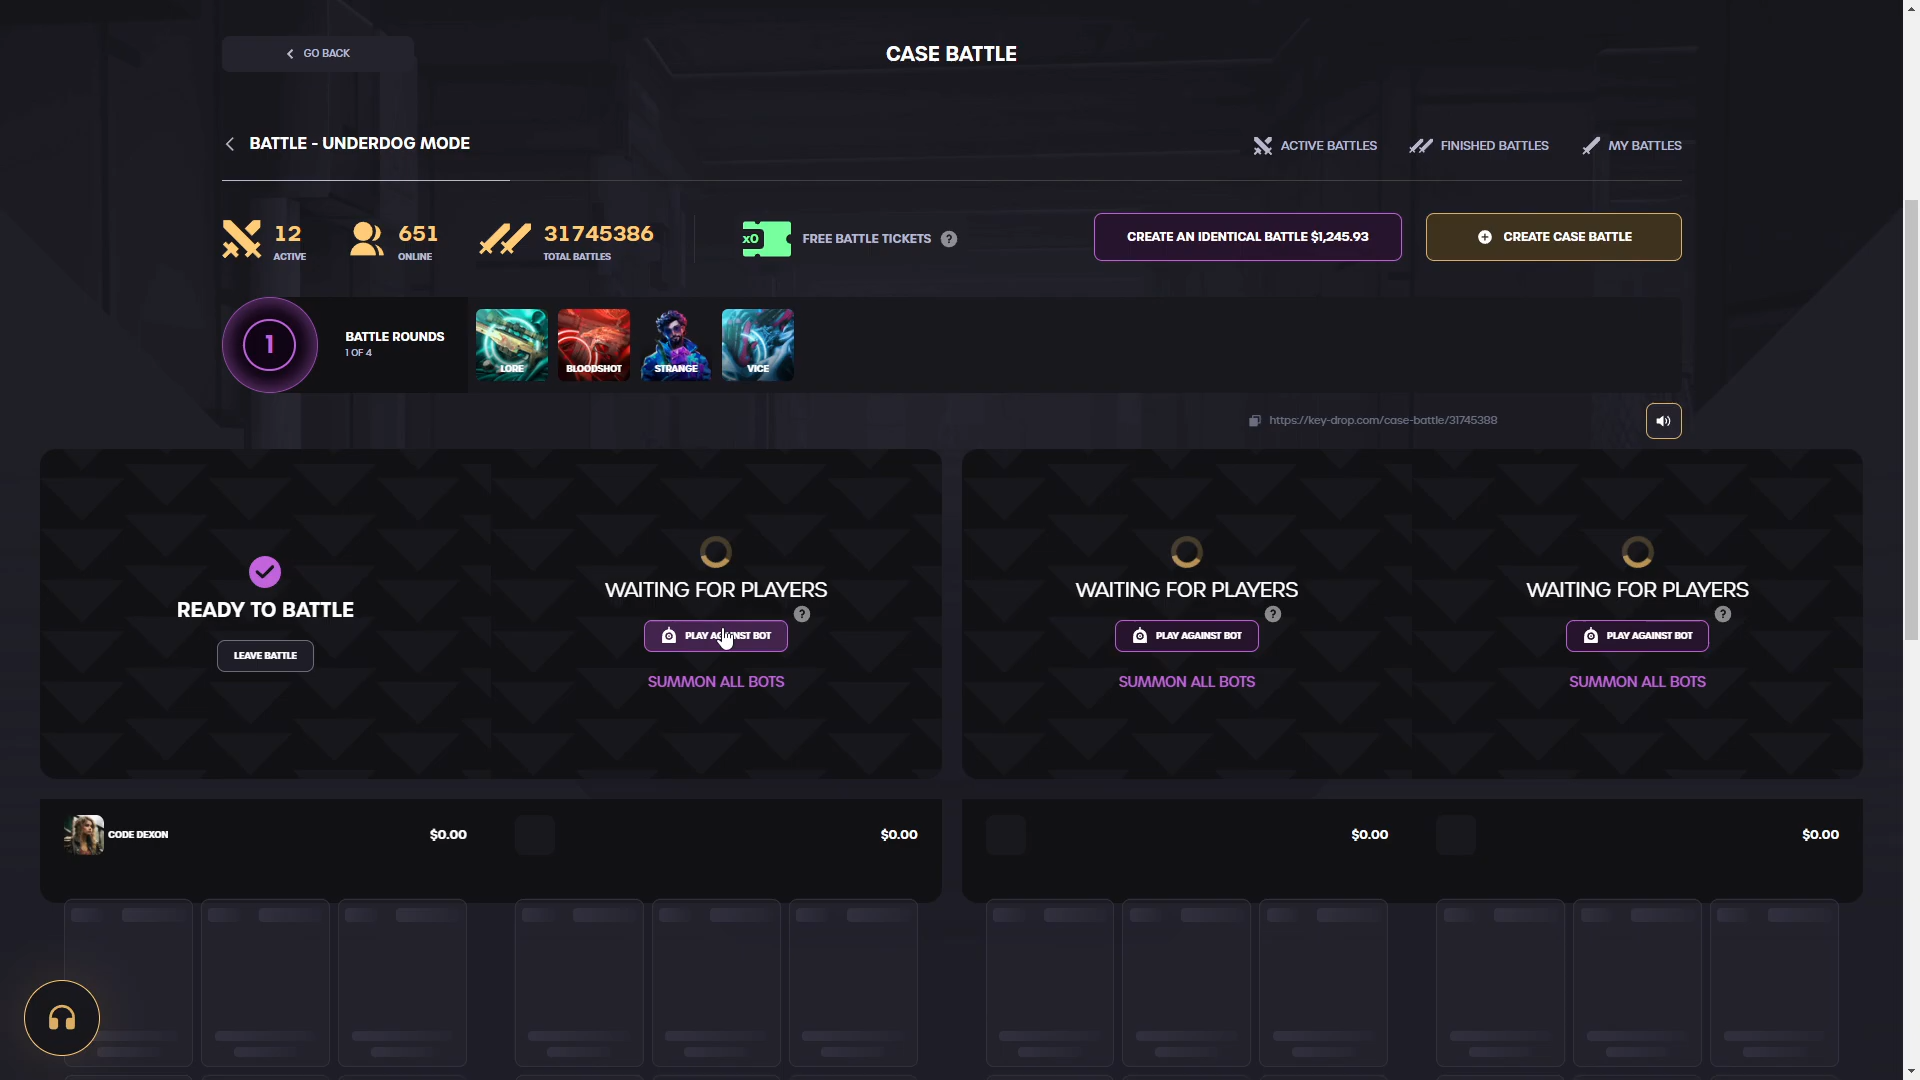 GO BACK
CASE BATTLE
BATTLE - UNDERDOG MODE
ACTIVE BATTLES
FINISHED BATTLES
MY BATTLES
12
ACTIVE
651
ONLINE
31745386
TOTAL BATTLES
x0
FREE BATTLE TICKETS ?
CREATE AN IDENTICAL BATTLE $1,245.93
CREATE CASE BATTLE
1
BATTLE ROUNDS
1 OF 4
LORE
BLOODSHOT
STRANGE
VICE
https://key-drop.com/case-battle/31745388
READY TO BATTLE
LEAVE BATTLE
WAITING FOR PLAYERS
?
PLAY AGAINST BOT
SUMMON ALL BOTS
WAITING FOR PLAYERS
?
PLAY AGAINST BOT
SUMMON ALL BOTS
WAITING FOR PLAYERS
?
PLAY AGAINST BOT
SUMMON ALL BOTS
CODE DEXON
$0.00
$0.00
$0.00
$0.00